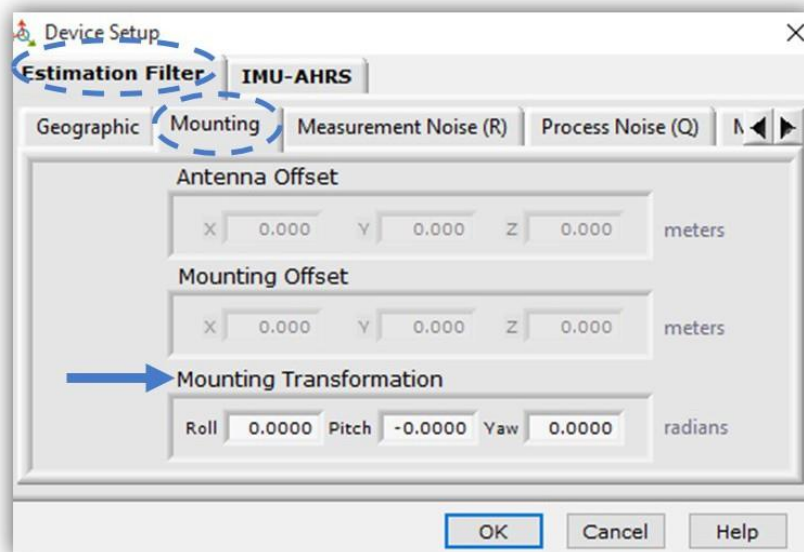 Device Setup
Estimation Filter IMU-AHRS
Geographic Mounting Measurement Noise (R) Process Noise (Q)
Antenna Offset
X 0.000 Y 0.000 Z 0.000 meters
Mounting Offset
X 0.000 Y 0.000 Z 0.000 meters
Mounting Transformation
Roll 0.0000 Pitch -0.0000 Yaw 0.0000 radians
OK Cancel Help